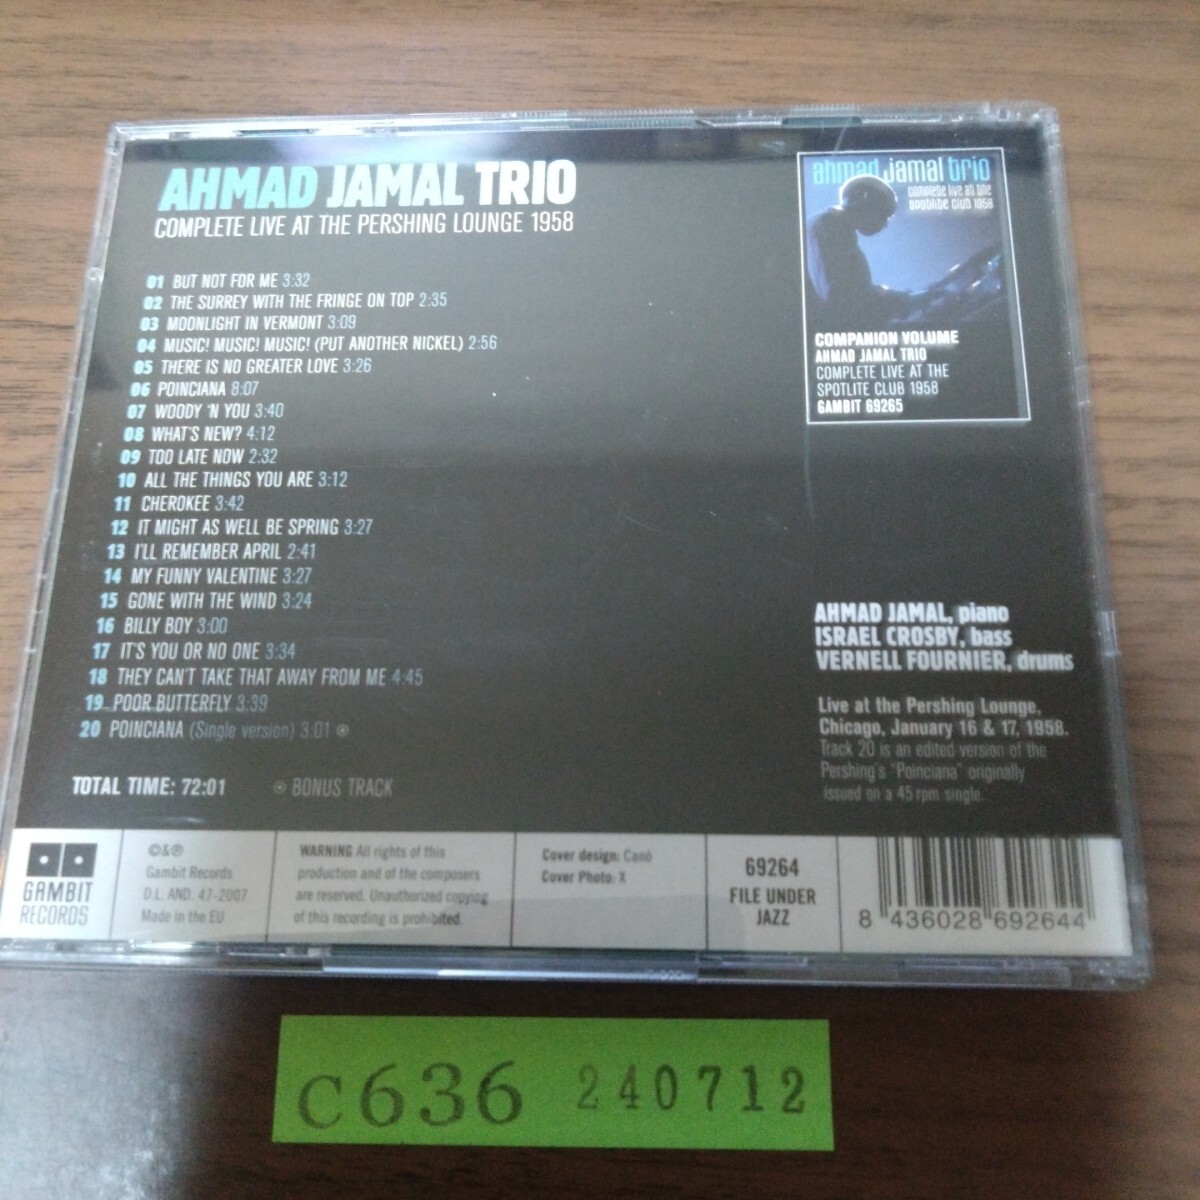 AHMAD JAMAL TRIO
COMPLETE LIVE AT THE PERSHING LOUNGE 1958
01 BUT NOT FOR ME 3:32
02 THE SURREY WITH THE FRINGE ON TOP 2:35
03 MOONLIGHT IN VERMONT 3:09
04 MUSIC! MUSIC! MUSIC! (PUT ANOTHER NICKEL) 2:56
05 THERE IS NO GREATER LOVE 3:26
06 POINCIANA 8:07
07 WOODY 'N YOU 3:40
08 WHAT'S NEW? 4:12
09 TOO LATE NOW 2:32
10 ALL THE THINGS YOU ARE 3:12
11 CHEROKEE 3:42
12 IT MIGHT AS WELL BE SPRING 3:27
13 I'LL REMEMBER APRIL 2:41
14 MY FUNNY VALENTINE 3:27
15 GONE WITH THE WIND 3:24
16 BILLY BOY 3:00
17 IT'S YOU OR NO ONE 3:34
18 THEY CAN'T TAKE THAT AWAY FROM ME 4:45
19 POOR BUTTERFLY 3:39
20 POINCIANA (Single version) 3:01 ⊛
TOTAL TIME: 72:01 ⊛ BONUS TRACK
ahmad jamal trio
complete live at the
spotlite club 1958
COMPANION VOLUME
AHMAD JAMAL TRIO
COMPLETE LIVE AT THE
SPOTLITE CLUB 1958
GAMBIT 69265
AHMAD JAMAL, piano
ISRAEL CROSBY, bass
VERNELL FOURNIER, drums
Live at the Pershing Lounge,
Chicago, January 16 & 17, 1958.
Track 20 is an edited version of the
Pershing's "Poinciana" originally
issued on a 45 rpm single.
GAMBIT
RECORDS
©&℗
Gambit Records
D.L. AND. 47-2007
Made in the EU
WARNING All rights of this
production and of the composers
are reserved. Unauthorized copying
of this recording is prohibited.
Cover design: Canó
Cover Photo: X
69264
FILE UNDER
JAZZ
8 436028 692644
C636 240712